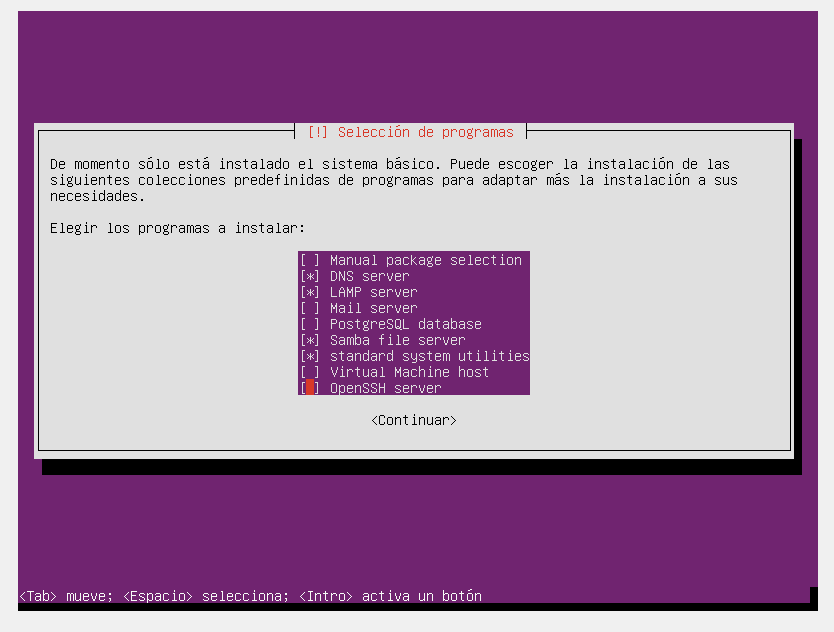 [!] Selección de programas
De momento sólo está instalado el sistema básico. Puede escoger la instalación de las
siguientes colecciones predefinidas de programas para adaptar más la instalación a sus
necesidades.
Elegir los programas a instalar:
[ ] Manual package selection
[*] DNS server
[*] LAMP server
[ ] Mail server
[ ] PostgreSQL database
[*] Samba file server
[*] standard system utilities
[ ] Virtual Machine host
[ ] OpenSSH server
<Continuar>
<Tab> mueve; <Espacio> selecciona; <Intro> activa un botón